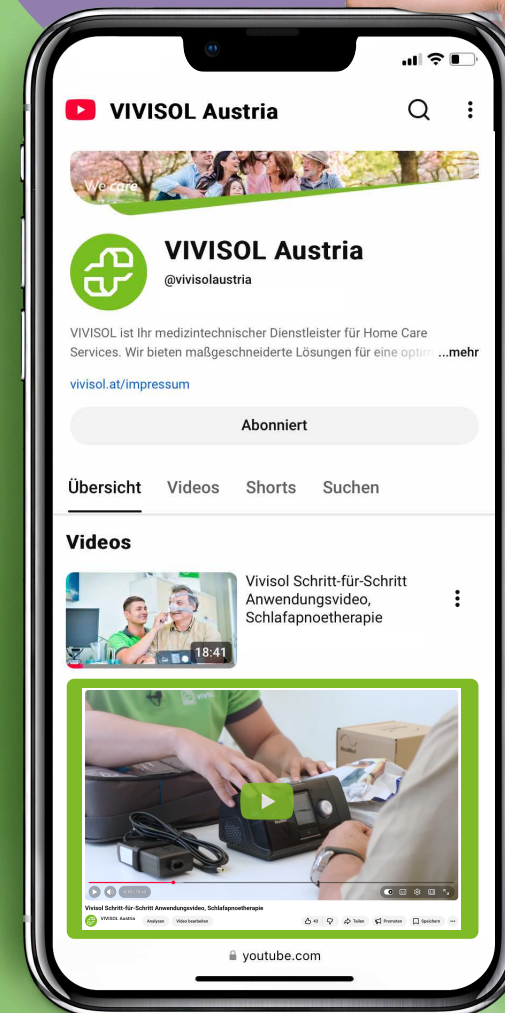 VIVISOL Austria
We care
VIVISOL Austria
@vivisolaustria
VIVISOL ist Ihr medizintechnischer Dienstleister für Home Care
Services. Wir bieten maßgeschneiderte Lösungen für eine optim ...mehr
vivisol.at/impressum
Abonniert
Übersicht Videos Shorts Suchen
Videos
Vivisol Schritt-für-Schritt
Anwendungsvideo,
Schlafapnoetherapie
18:41
Vivisol Schritt-für-Schritt Anwendungsvideo, Schlafapnoetherapie
VIVISOL Austria Analysen Video bearbeiten 43 Teilen Promoten Speichern
youtube.com